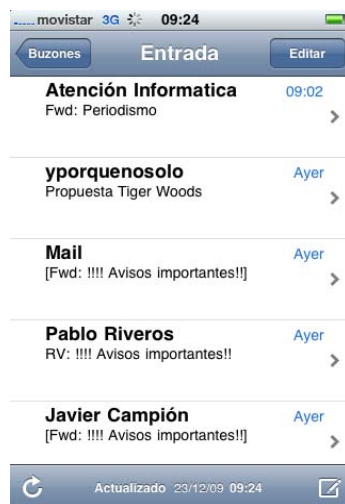 movistar 3G 09:24
Buzones Entrada Editar
Atención Informatica 09:02
Fwd: Periodismo
yporquenosolo Ayer
Propuesta Tiger Woods
Mail Ayer
[Fwd: !!!! Avisos importantes!!]
Pablo Riveros Ayer
RV: !!!! Avisos importantes!!
Javier Campión Ayer
[Fwd: !!!! Avisos importantes!!]
Actualizado 23/12/09 09:24